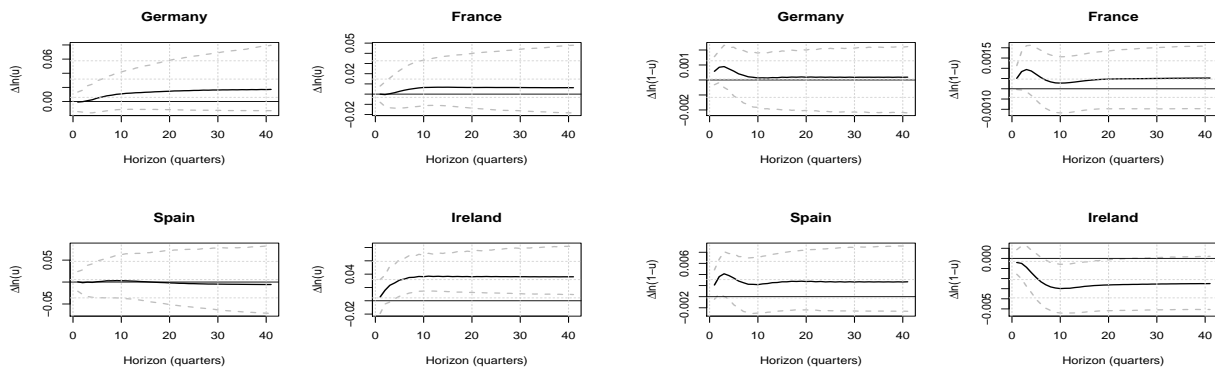 Germany
Δln(u)
0.00 0.06
0 10 20 30 40
Horizon (quarters)
France
Δln(u)
−0.02 0.02 0.05
0 10 20 30 40
Horizon (quarters)
Germany
Δln(1−u)
−0.002 0.001
0 10 20 30 40
Horizon (quarters)
France
Δln(1−u)
−0.0010 0.0015
0 10 20 30 40
Horizon (quarters)
Spain
Δln(u)
−0.05 0.05
0 10 20 30 40
Horizon (quarters)
Ireland
Δln(u)
−0.02 0.04
0 10 20 30 40
Horizon (quarters)
Spain
Δln(1−u)
−0.002 0.006
0 10 20 30 40
Horizon (quarters)
Ireland
Δln(1−u)
−0.005 0.000
0 10 20 30 40
Horizon (quarters)